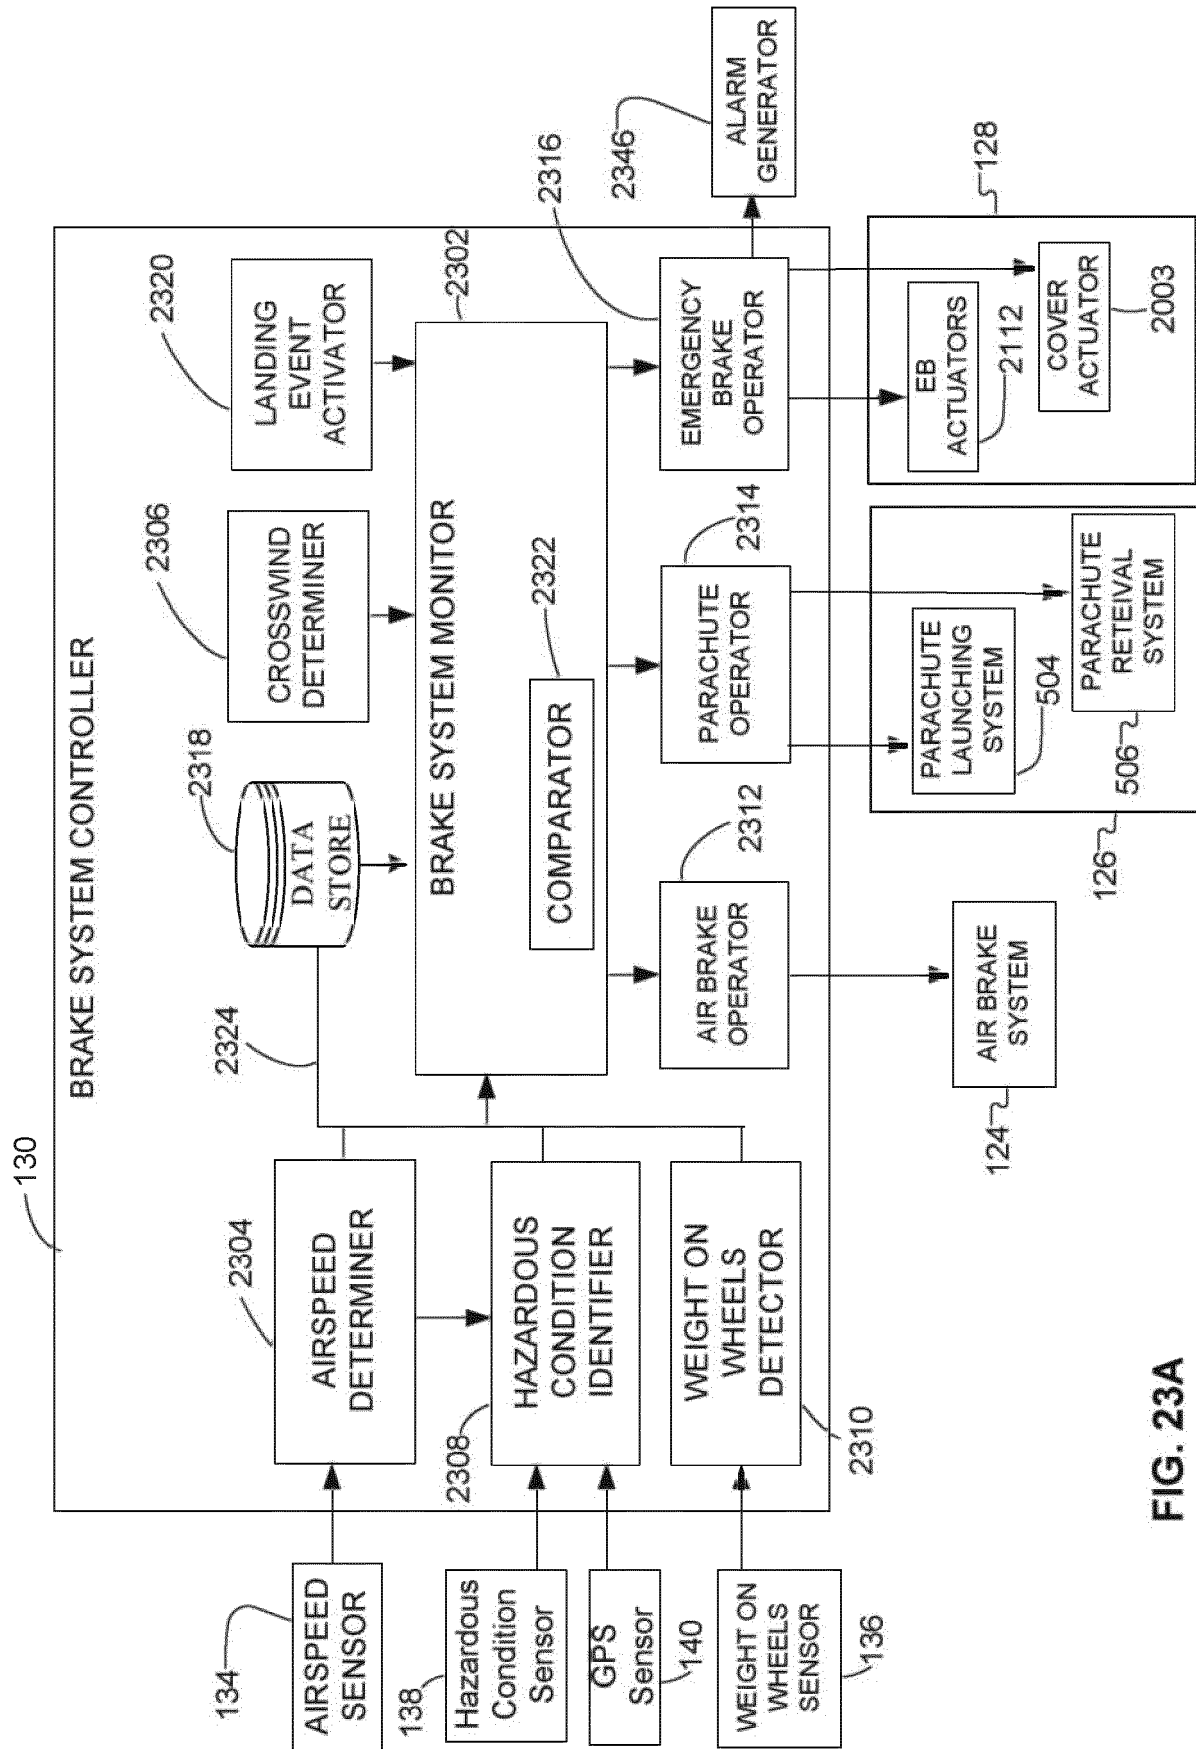 BRAKE SYSTEM CONTROLLER
130
134
AIRSPEED
SENSOR
138
Hazardous
Condition
Sensor
GPS
Sensor
140
WEIGHT ON
WHEELS
SENSOR
136
2304
AIRSPEED
DETERMINER
2308
HAZARDOUS
CONDITION
IDENTIFIER
WEIGHT ON
WHEELS
DETECTOR
2310
2324
2318
DATA
STORE
2306
CROSSWIND
DETERMINER
2320
LANDING
EVENT
ACTIVATOR
2302
BRAKE SYSTEM MONITOR
COMPARATOR
2322
2312
AIR BRAKE
OPERATOR
2314
PARACHUTE
OPERATOR
2316
EMERGENCY
BRAKE
OPERATOR
2346
ALARM
GENERATOR
124
AIR BRAKE
SYSTEM
126
PARACHUTE
LAUNCHING
SYSTEM
504
PARACHUTE
RETEIVAL
SYSTEM
506
128
EB
ACTUATORS
2112
COVER
ACTUATOR
2003
FIG. 23A